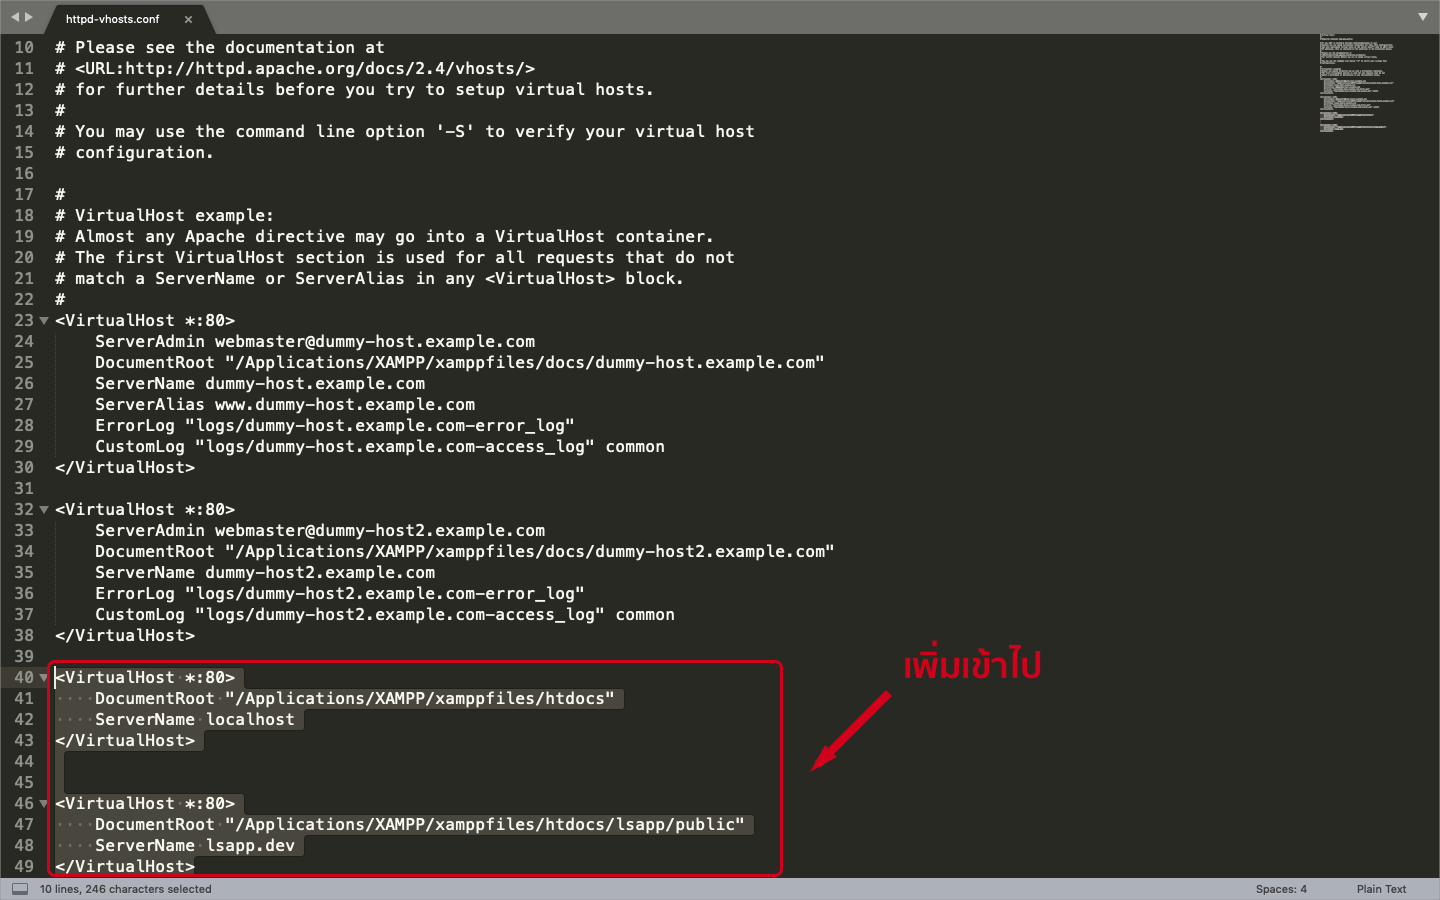 httpd-vhosts.conf ×
10 # Please see the documentation at
11 # <URL:http://httpd.apache.org/docs/2.4/vhosts/>
12 # for further details before you try to setup virtual hosts.
13 #
14 # You may use the command line option '-S' to verify your virtual host
15 # configuration.
16
17 #
18 # VirtualHost example:
19 # Almost any Apache directive may go into a VirtualHost container.
20 # The first VirtualHost section is used for all requests that do not
21 # match a ServerName or ServerAlias in any <VirtualHost> block.
22 #
23 <VirtualHost *:80>
24 ServerAdmin webmaster@dummy-host.example.com
25 DocumentRoot "/Applications/XAMPP/xamppfiles/docs/dummy-host.example.com"
26 ServerName dummy-host.example.com
27 ServerAlias www.dummy-host.example.com
28 ErrorLog "logs/dummy-host.example.com-error_log"
29 CustomLog "logs/dummy-host.example.com-access_log" common
30 </VirtualHost>
31
32 <VirtualHost *:80>
33 ServerAdmin webmaster@dummy-host2.example.com
34 DocumentRoot "/Applications/XAMPP/xamppfiles/docs/dummy-host2.example.com"
35 ServerName dummy-host2.example.com
36 ErrorLog "logs/dummy-host2.example.com-error_log"
37 CustomLog "logs/dummy-host2.example.com-access_log" common
38 </VirtualHost>
39
เพิ่มเข้าไป
40 <VirtualHost *:80>
41 DocumentRoot "/Applications/XAMPP/xamppfiles/htdocs"
42 ServerName localhost
43 </VirtualHost>
44
45
46 <VirtualHost *:80>
47 DocumentRoot "/Applications/XAMPP/xamppfiles/htdocs/lsapp/public"
48 ServerName lsapp.dev
49 </VirtualHost>
10 lines, 246 characters selected
Spaces: 4
Plain Text